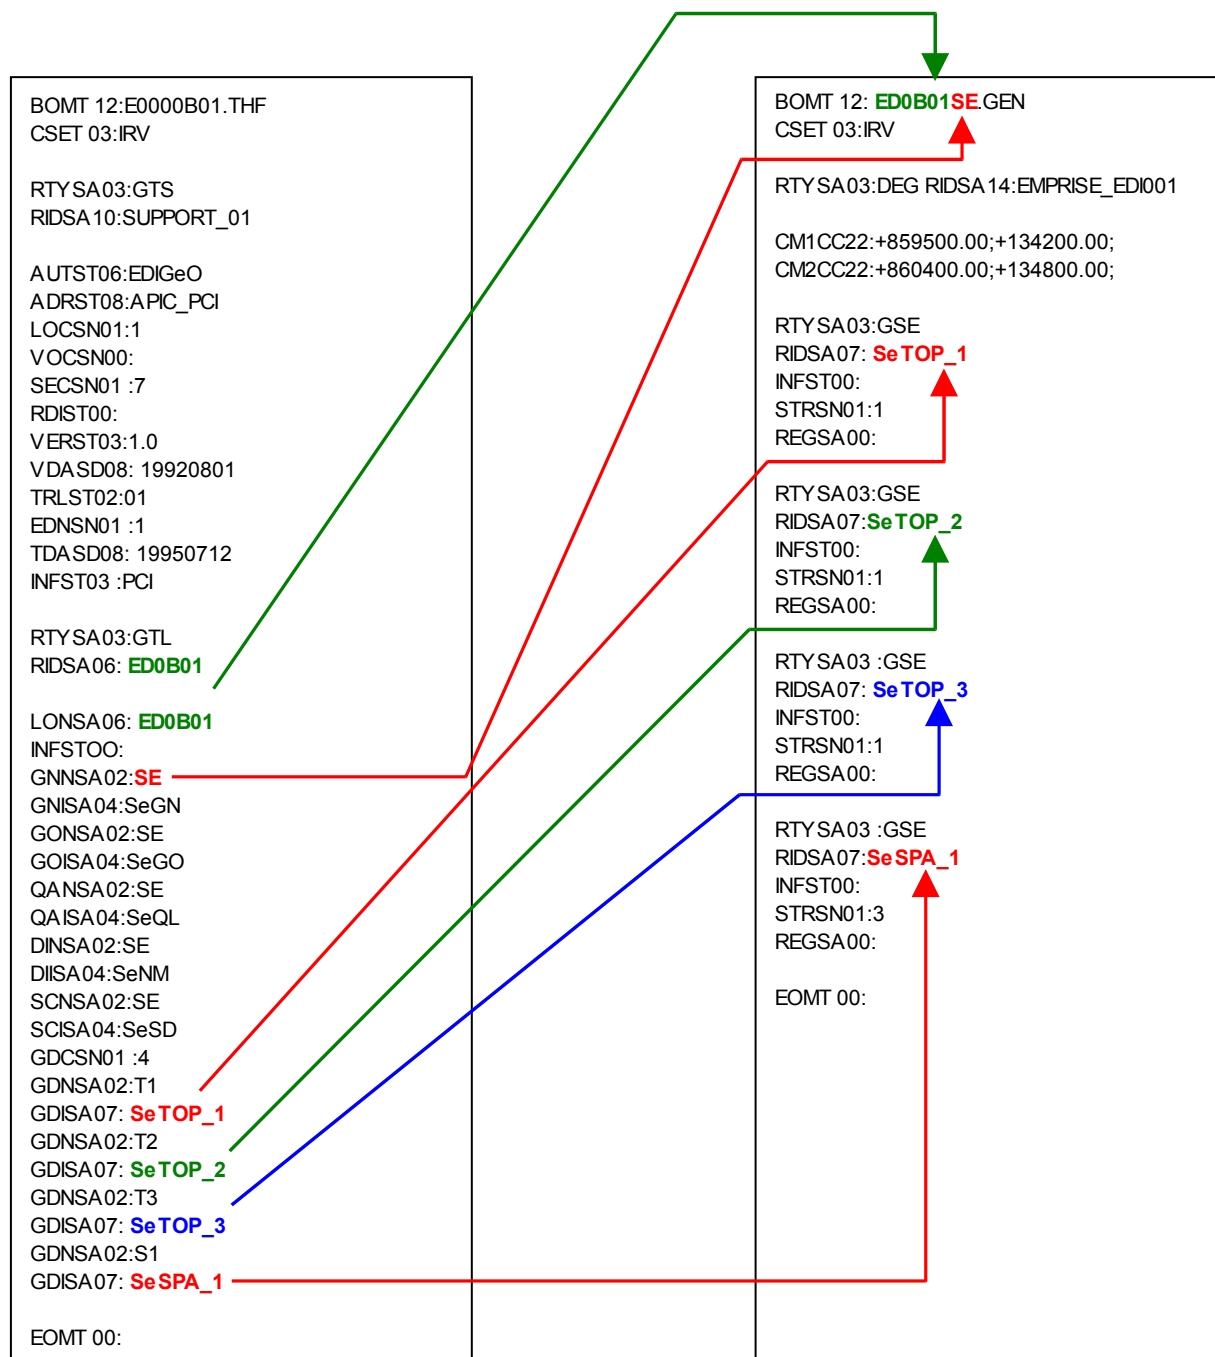 BOMT 12:E0000B01.THF
CSET 03:IRV
RTYSA03:GTS
RIDSA10:SUPPORT_01
AUTST06:EDIGeO
ADRST08:APIC_PCI
LOCSN01:1
VOCSN00:
SECSN01 :7
RDIST00:
VERST03:1.0
VDASD08: 19920801
TRLST02:01
EDNSN01 :1
TDASD08: 19950712
INFST03 :PCI
RTYSA03:GTL
RIDSA06: ED0B01
LONSA06: ED0B01
INFSTOO:
GNNSA02:SE
GNISA04:SeGN
GONSA02:SE
GOISA04:SeGO
QANSA02:SE
QAISA04:SeQL
DINSA02:SE
DIISA04:SeNM
SCNSA02:SE
SCISA04:SeSD
GDCSN01 :4
GDNSA02:T1
GDISA07: SeTOP_1
GDNSA02:T2
GDISA07: SeTOP_2
GDNSA02:T3
GDISA07: SeTOP_3
GDNSA02:S1
GDISA07: SeSPA_1
EOMT 00:
BOMT 12: ED0B01SE.GEN
CSET 03:IRV
RTYSA03:DEG RIDSA14:EMPRISE_EDI001
CM1CC22:+859500.00;+134200.00;
CM2CC22:+860400.00;+134800.00;
RTYSA03:GSE
RIDSA07: SeTOP_1
INFST00:
STRSN01:1
REGSA00:
RTYSA03:GSE
RIDSA07:SeTOP_2
INFST00:
STRSN01:1
REGSA00:
RTYSA03 :GSE
RIDSA07: SeTOP_3
INFST00:
STRSN01:1
REGSA00:
RTYSA03 :GSE
RIDSA07:SeSPA_1
INFST00:
STRSN01:3
REGSA00:
EOMT 00: